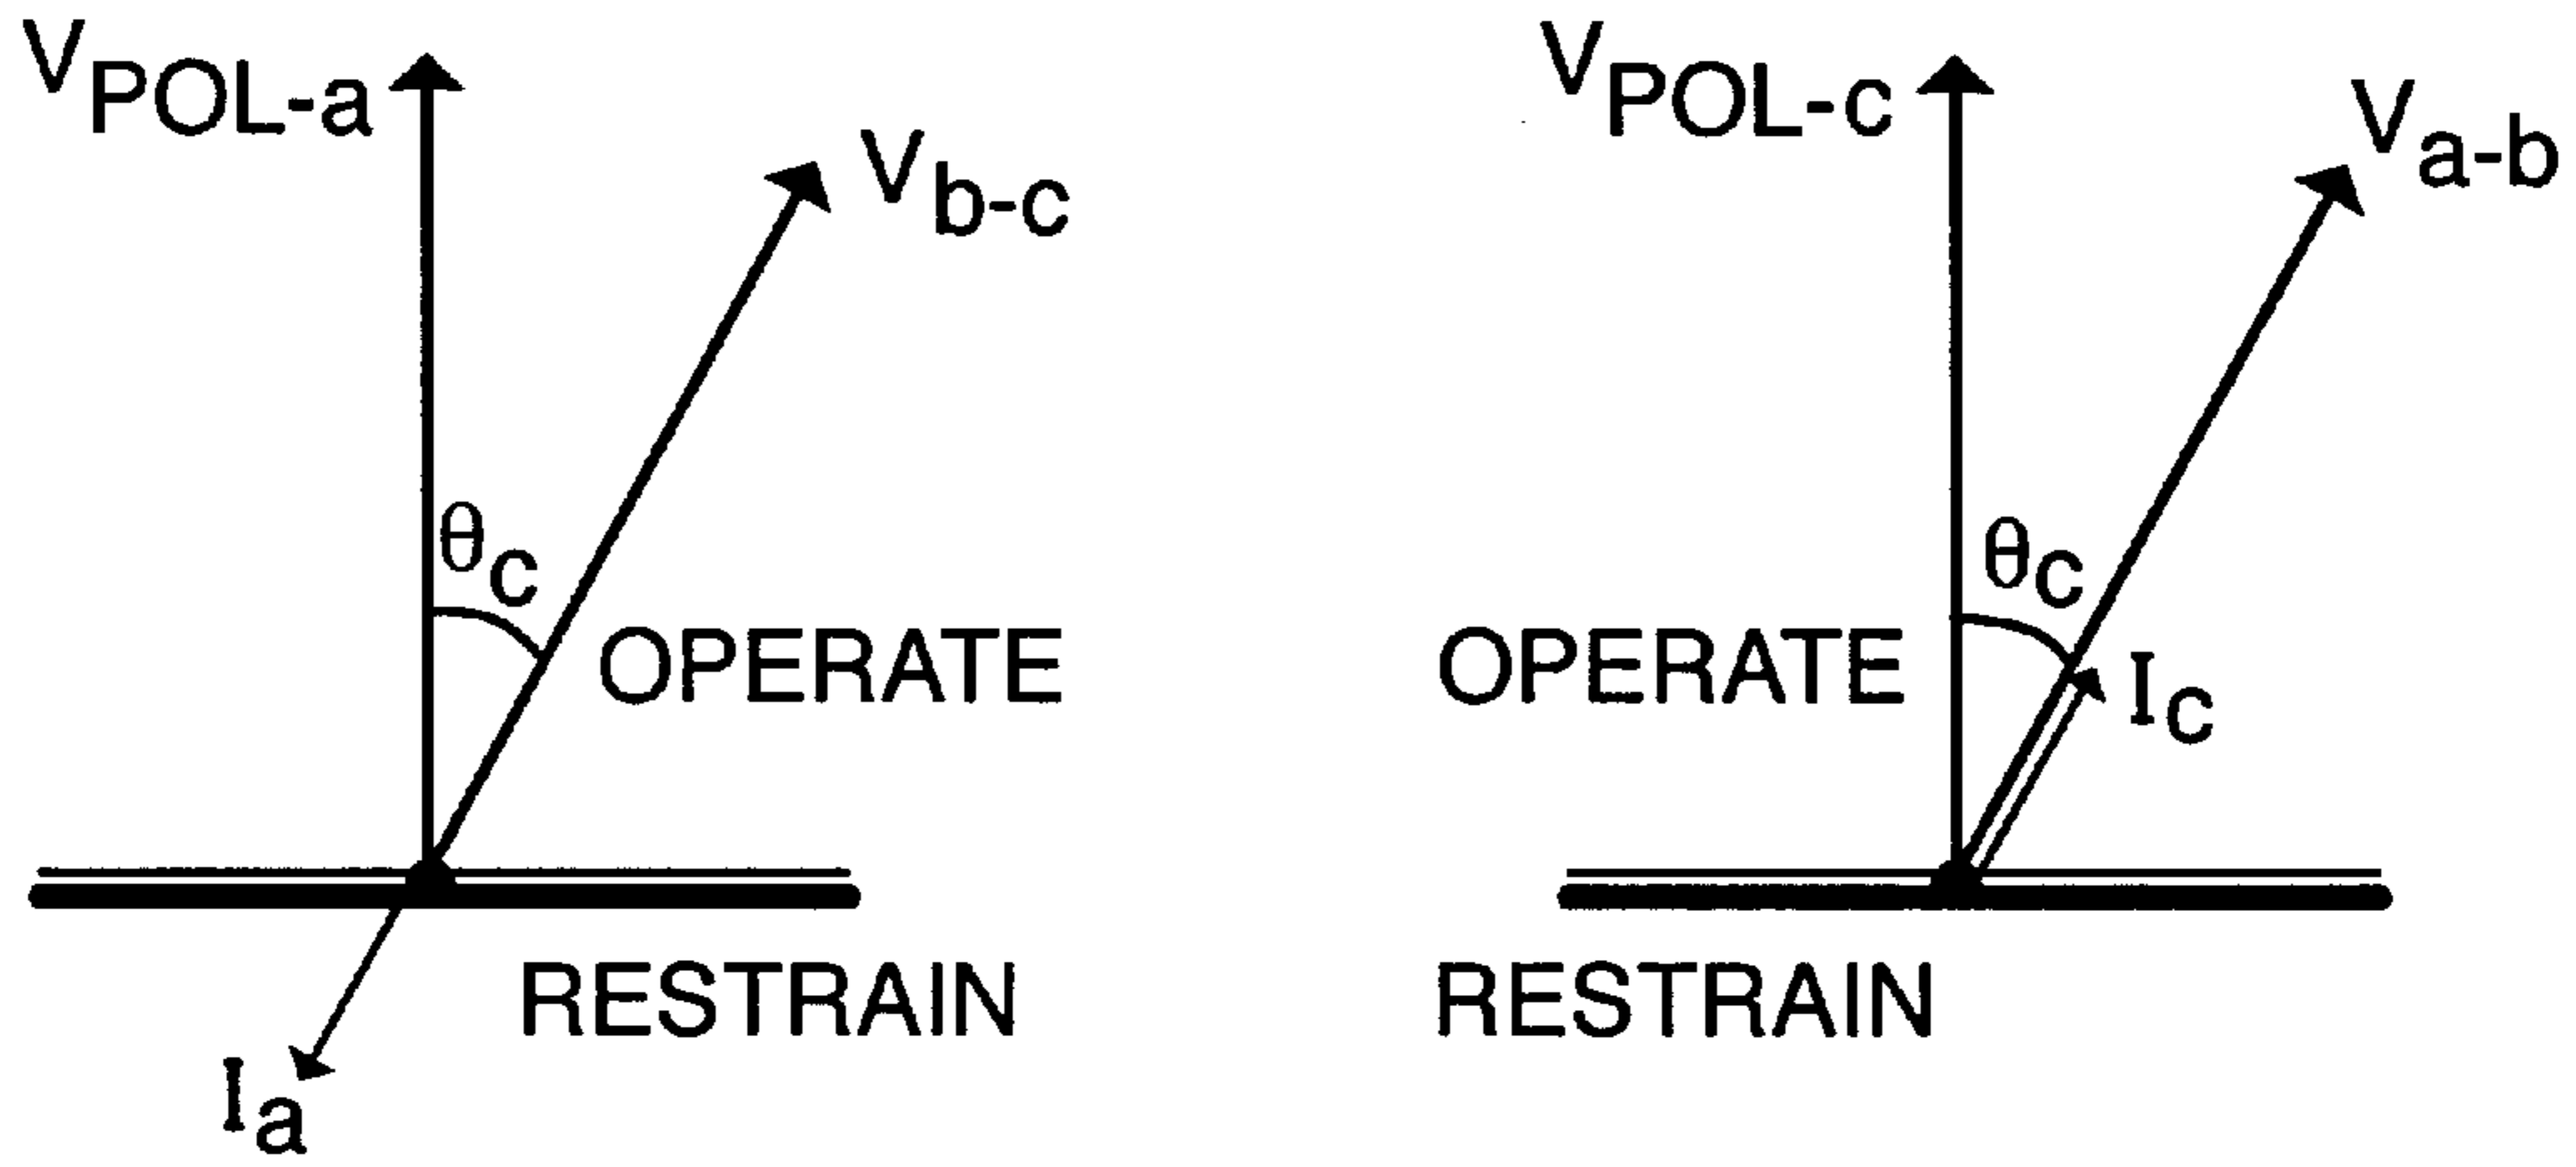 VPOL-a
Vb-c
θc
OPERATE
RESTRAIN
Ia
VPOL-c
Va-b
θc
OPERATE
Ic
RESTRAIN